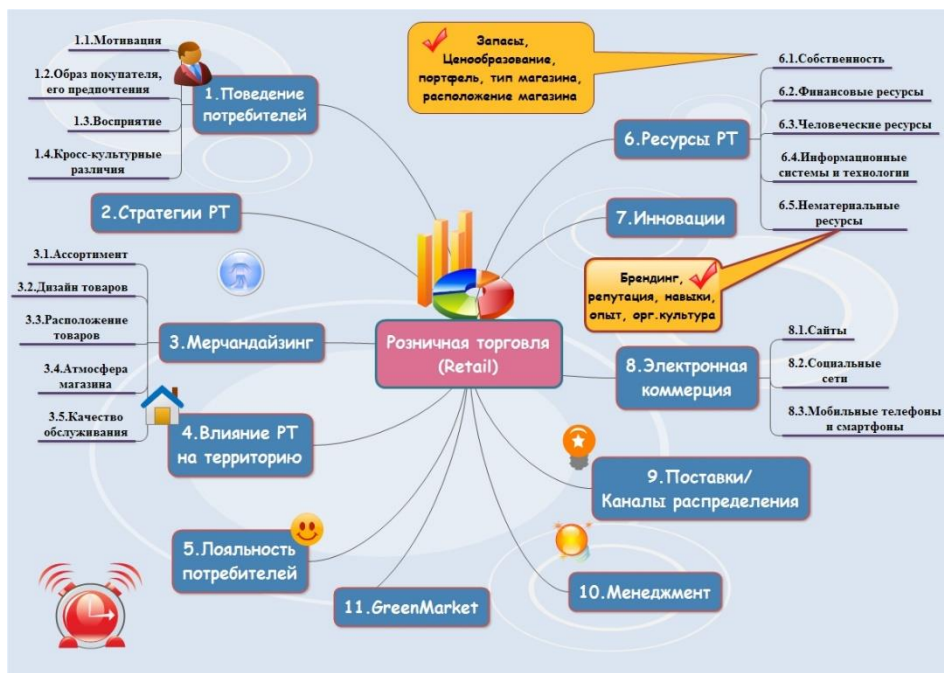 1.1.Мотивация
1.2.Образ покупателя,
его предпочтения
1.3.Восприятие
1.4.Кросс-культурные
различия
1.Поведение
потребителей
2.Стратегии РТ
3.1.Ассортимент
3.2.Дизайн товаров
3.3.Расположение
товаров
3.4.Атмосфера
магазина
3.5.Качество
обслуживания
3.Мерчандайзинг
4.Влияние РТ
на территорию
5.Лояльность
потребителей
11.GreenMarket
Розничная торговля
(Retail)
Запасы,
Ценообразование,
портфель, тип магазина,
расположение магазина
6.Ресурсы РТ
6.1.Собственность
6.2.Финансовые ресурсы
6.3.Человеческие ресурсы
6.4.Информационные
системы и технологии
6.5.Нематериальные
ресурсы
7.Инновации
Брендинг,
репутация, навыки,
опыт, орг.культура
8.Электронная
коммерция
8.1.Сайты
8.2.Социальные
сети
8.3.Мобильные телефоны
и смартфоны
9.Поставки/
Каналы распределения
10.Менеджмент